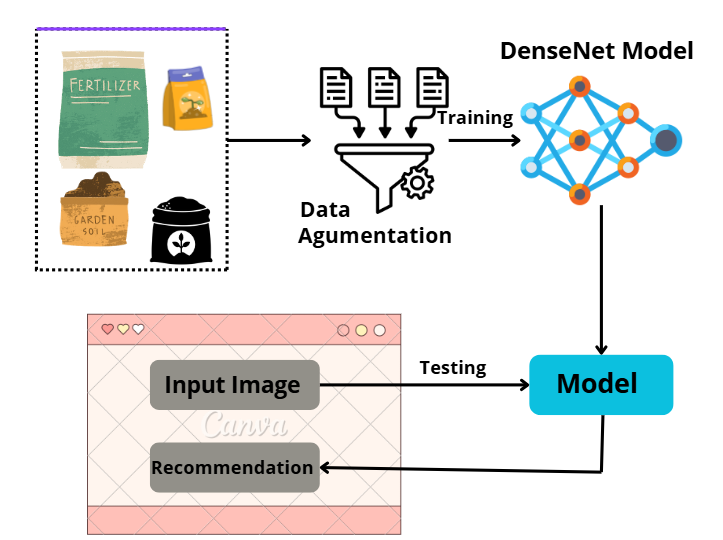 DenseNet Model
FERTILIZER
Training
Data
Agumentation
GARDEN
SOIL
Testing
Input Image
Model
Canva
Recommendation